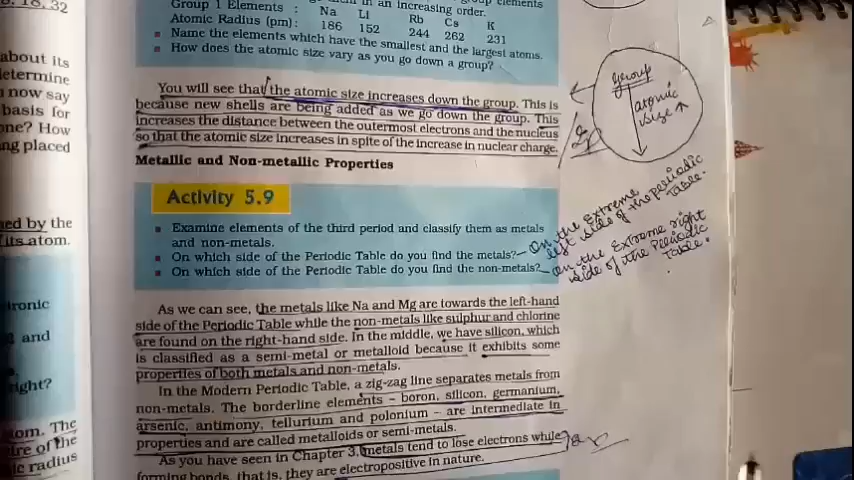 18, 18, 32
about its
determine
now say
basis for
one? How
ng placed
ned by the
its atom.
tronic
and
right?
tom. The
ire of the
ic radius
in an increasing order.
Group 1 Elements : Na Li Rb Cs K
Atomic Radius (pm): 186 152 244 262 231
Name the elements which have the smallest and the largest atoms.
How does the atomic size vary as you go down a group?
You will see that the atomic size increases down the group. This is
because new shells are being added as we go down the group. This
increases the distance between the outermost electrons and the nucleus
so that the atomic size increases in spite of the increase in nuclear charge.
group
atomic
size ↑
Metallic and Non-metallic Properties
Activity 5.9
Examine elements of the third period and classify them as metals
and non-metals.
On which side of the Periodic Table do you find the metals?
On the Extreme
left side of the periodic
Table.
On which side of the Periodic Table do you find the non-metals?
on the Extreme right
side of the Periodic
Table.
As we can see, the metals like Na and Mg are towards the left-hand
side of the Periodic Table while the non-metals like sulphur and chlorine
are found on the right-hand side. In the middle, we have silicon, which
is classified as a semi-metal or metalloid because it exhibits some
properties of both metals and non-metals.
In the Modern Periodic Table, a zig-zag line separates metals from
non-metals. The borderline elements – boron, silicon, germanium,
arsenic, antimony, tellurium and polonium – are intermediate in
properties and are called metalloids or semi-metals.
As you have seen in Chapter 3, metals tend to lose electrons while
forming bonds, that is, they are electropositive in nature.